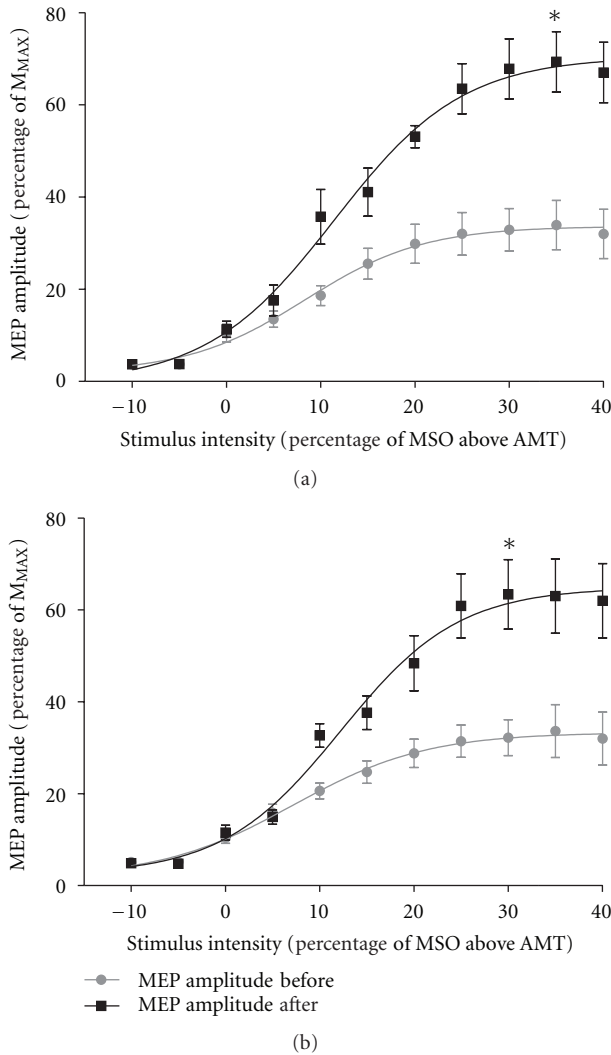 80
60
40
20
0
MEP amplitude (percentage of M_MAX)
−10 0 10 20 30 40
*
Stimulus intensity (percentage of MSO above AMT)
(a)
80
60
40
20
0
MEP amplitude (percentage of M_MAX)
−10 0 10 20 30 40
*
Stimulus intensity (percentage of MSO above AMT)
MEP amplitude before
MEP amplitude after
(b)